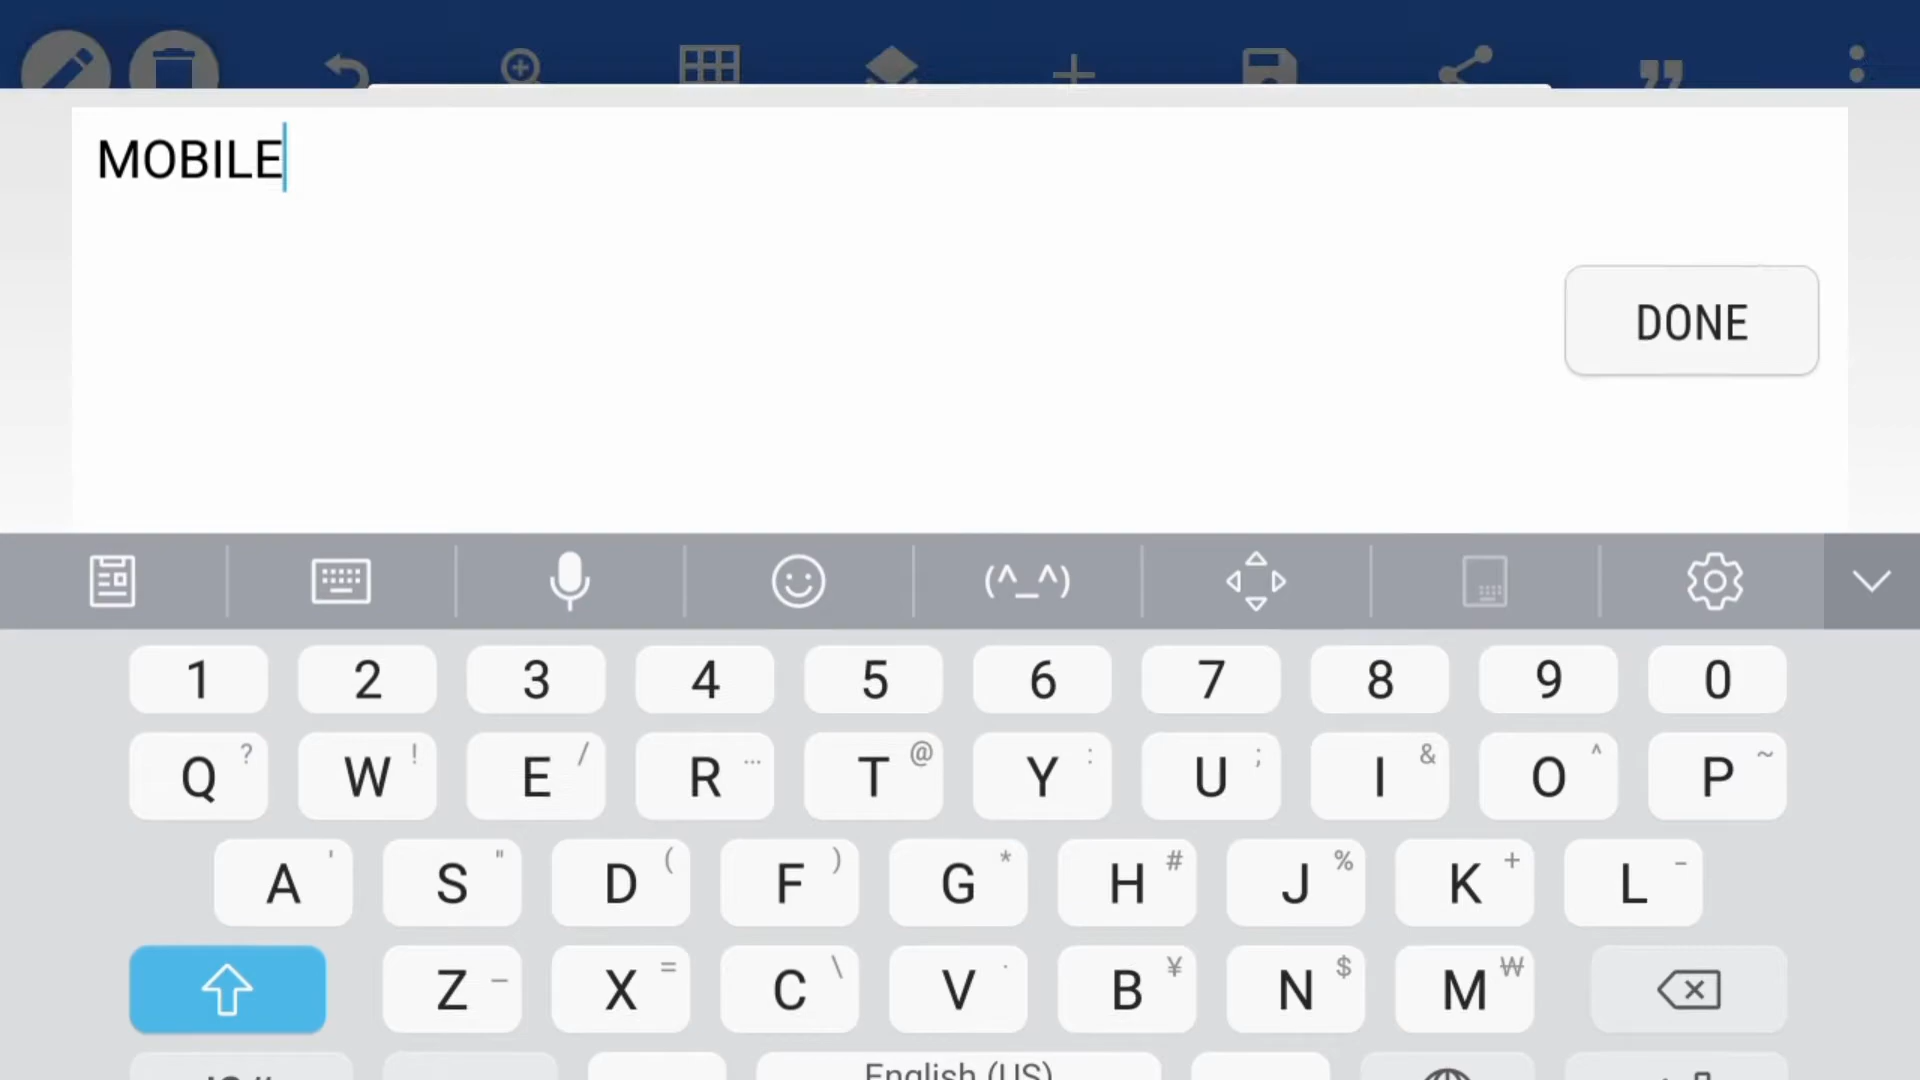 MOBILE
DONE
(^_^)
1 2 3 4 5 6 7 8 9 0
Q ? W ! E / R ... T @ Y : U ; I & O ^ P ~
A ' S " D ( F ) G * H # J % K + L -
Z – X = C \ V · B ¥ N $ M ₩
English (US)